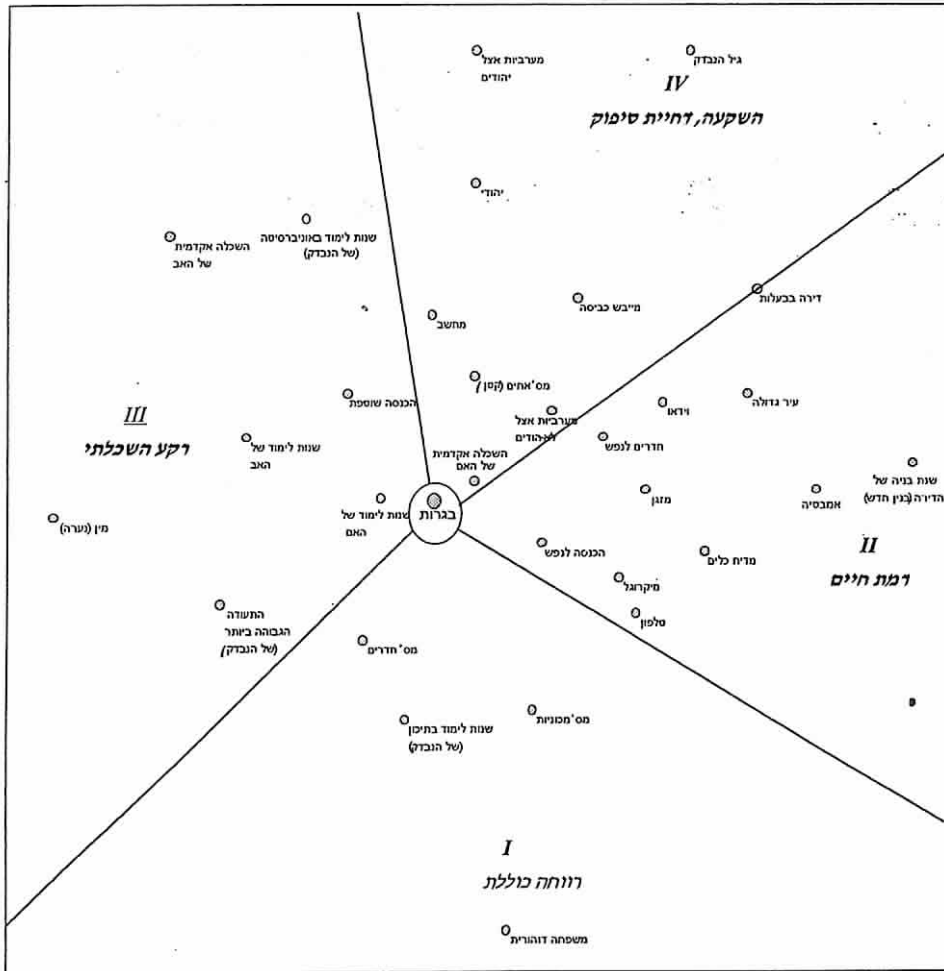 מערביות אצל
יהודים
גיל הנבדק
IV
השקעה, דחיית סיפוק
יהודי
שנות לימוד באוניברסיטה
(של הנבדק)
השכלה אקדמית
של האב
דירה בבעלות
מייבש כביסה
מחשב
מס'אחים (קטן)
הכנסה שוטפת
עיר גדולה
וידאו
מערביות אצל
לא-הודים
III
רקע השכלתי
שנות לימוד של
האב
חדרים לנפש
השכלה אקדמית
של האם
שנת בניה של
הדירה (בנין חדש)
אמבטיה
מזגן
בגרות
שנות לימוד של
האם
מין (נערה)
II
רמת חיים
הכנסה לנפש
מדיח כלים
מיקרוגל
טלפון
התעודה
הגבוהה ביותר
(של הנבדק)
מס' חדרים
מס'מכוניות
שנות לימוד בתיכון
(של הנבדק)
I
רווחה כוללת
משפחה דוהורית